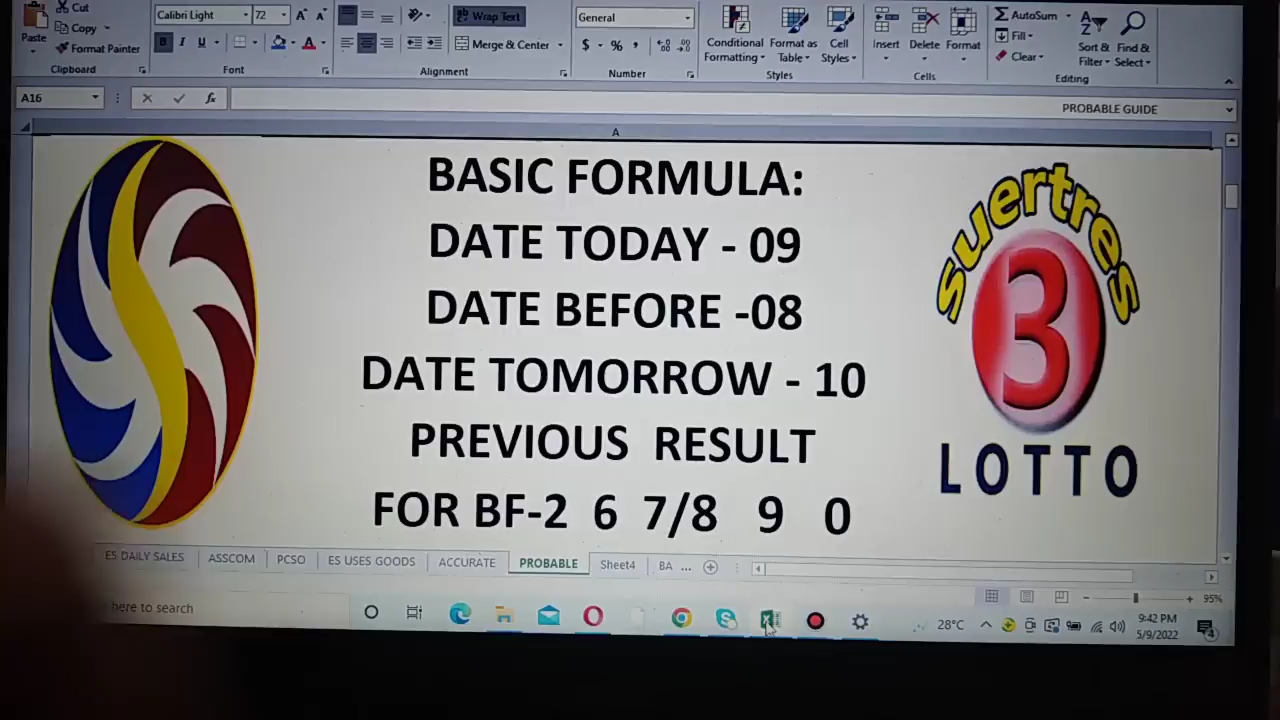 Cut
Calibri Light
72
Wrap Text
General
AutoSum
Paste
Copy
Format Painter
B I U
Merge & Center
$ % ,
Conditional Formatting
Format as Table
Cell Styles
Insert
Delete
Format
Fill
Clear
Sort & Filter
Find & Select
Clipboard
Font
Alignment
Number
Styles
Cells
Editing
A16
fx
PROBABLE GUIDE
A
BASIC FORMULA:
DATE TODAY - 09
DATE BEFORE -08
DATE TOMORROW - 10
PREVIOUS RESULT
FOR BF-2 6 7/8 9 0
suertres
3
LOTTO
ES DAILY SALES
ASSCOM
PCSO
ES USES GOODS
ACCURATE
PROBABLE
Sheet4
BA ...
95%
here to search
28°C
9:42 PM
5/9/2022
4